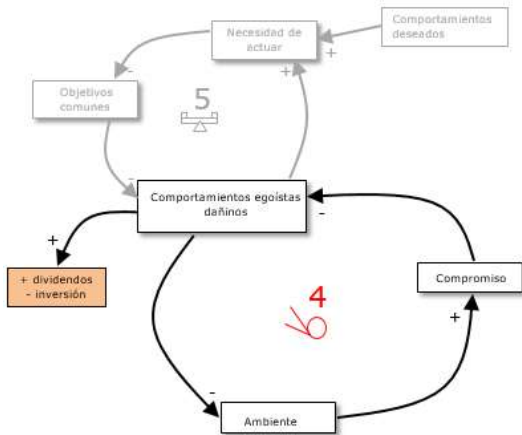 Comportamientos
deseados
Necesidad de
actuar
+
+
+
-
Objetivos
comunes
5
-
Comportamientos egoístas
dañinos
-
+
+ dividendos
- inversión
4
Compromiso
+
-
Ambiente